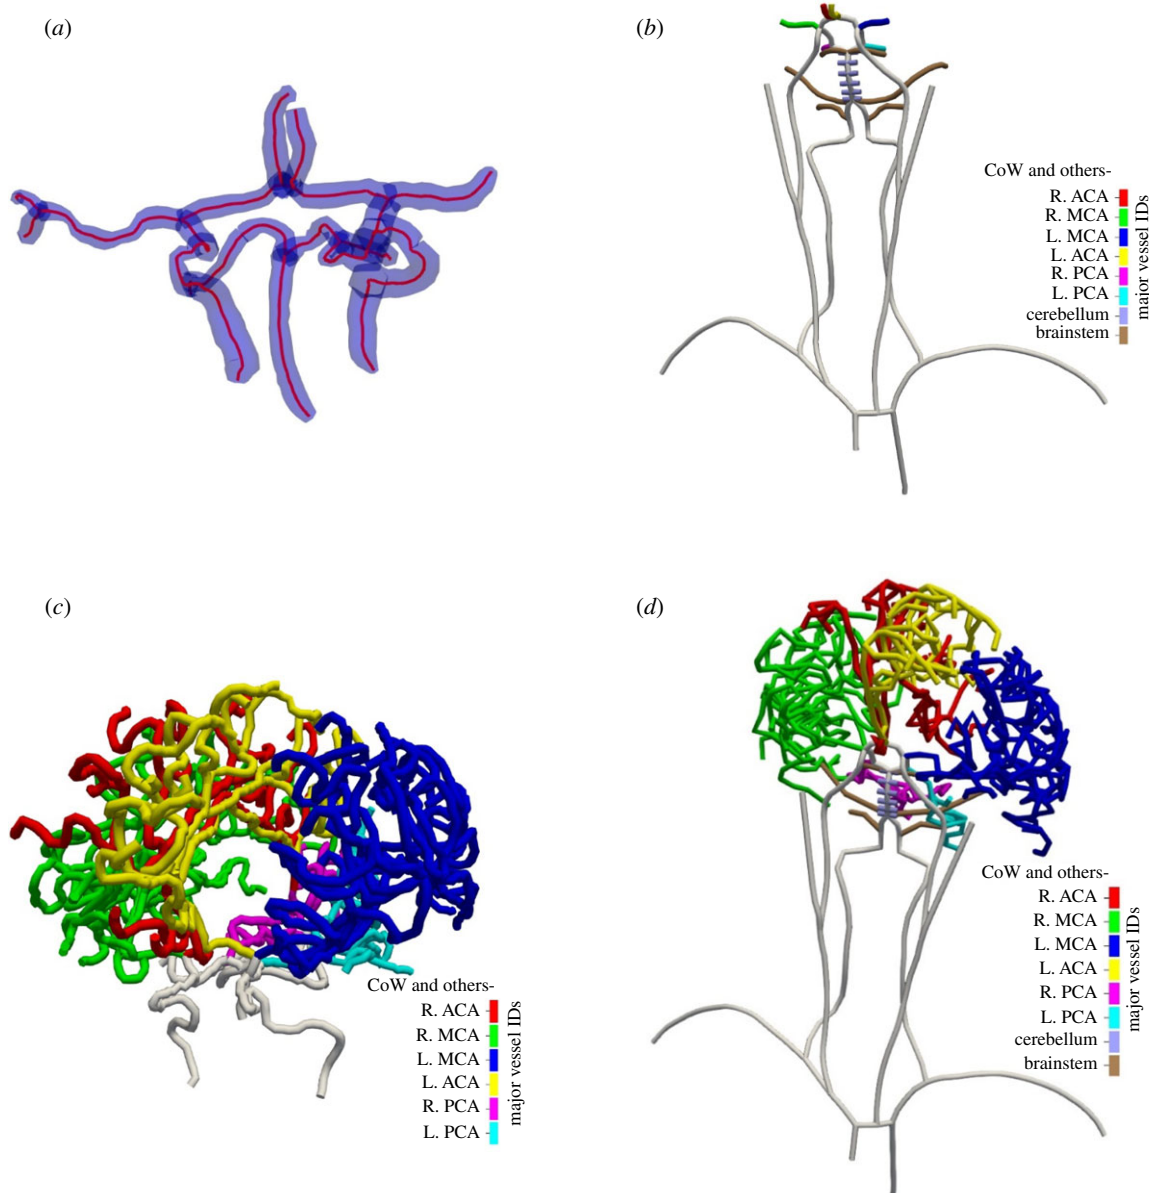 (a)
(b)
CoW and others-
R. ACA
R. MCA
L. MCA
L. ACA
R. PCA
L. PCA
cerebellum
brainstem
major vessel IDs
(c)
CoW and others-
R. ACA
R. MCA
L. MCA
L. ACA
R. PCA
L. PCA
major vessel IDs
(d)
CoW and others-
R. ACA
R. MCA
L. MCA
L. ACA
R. PCA
L. PCA
cerebellum
brainstem
major vessel IDs